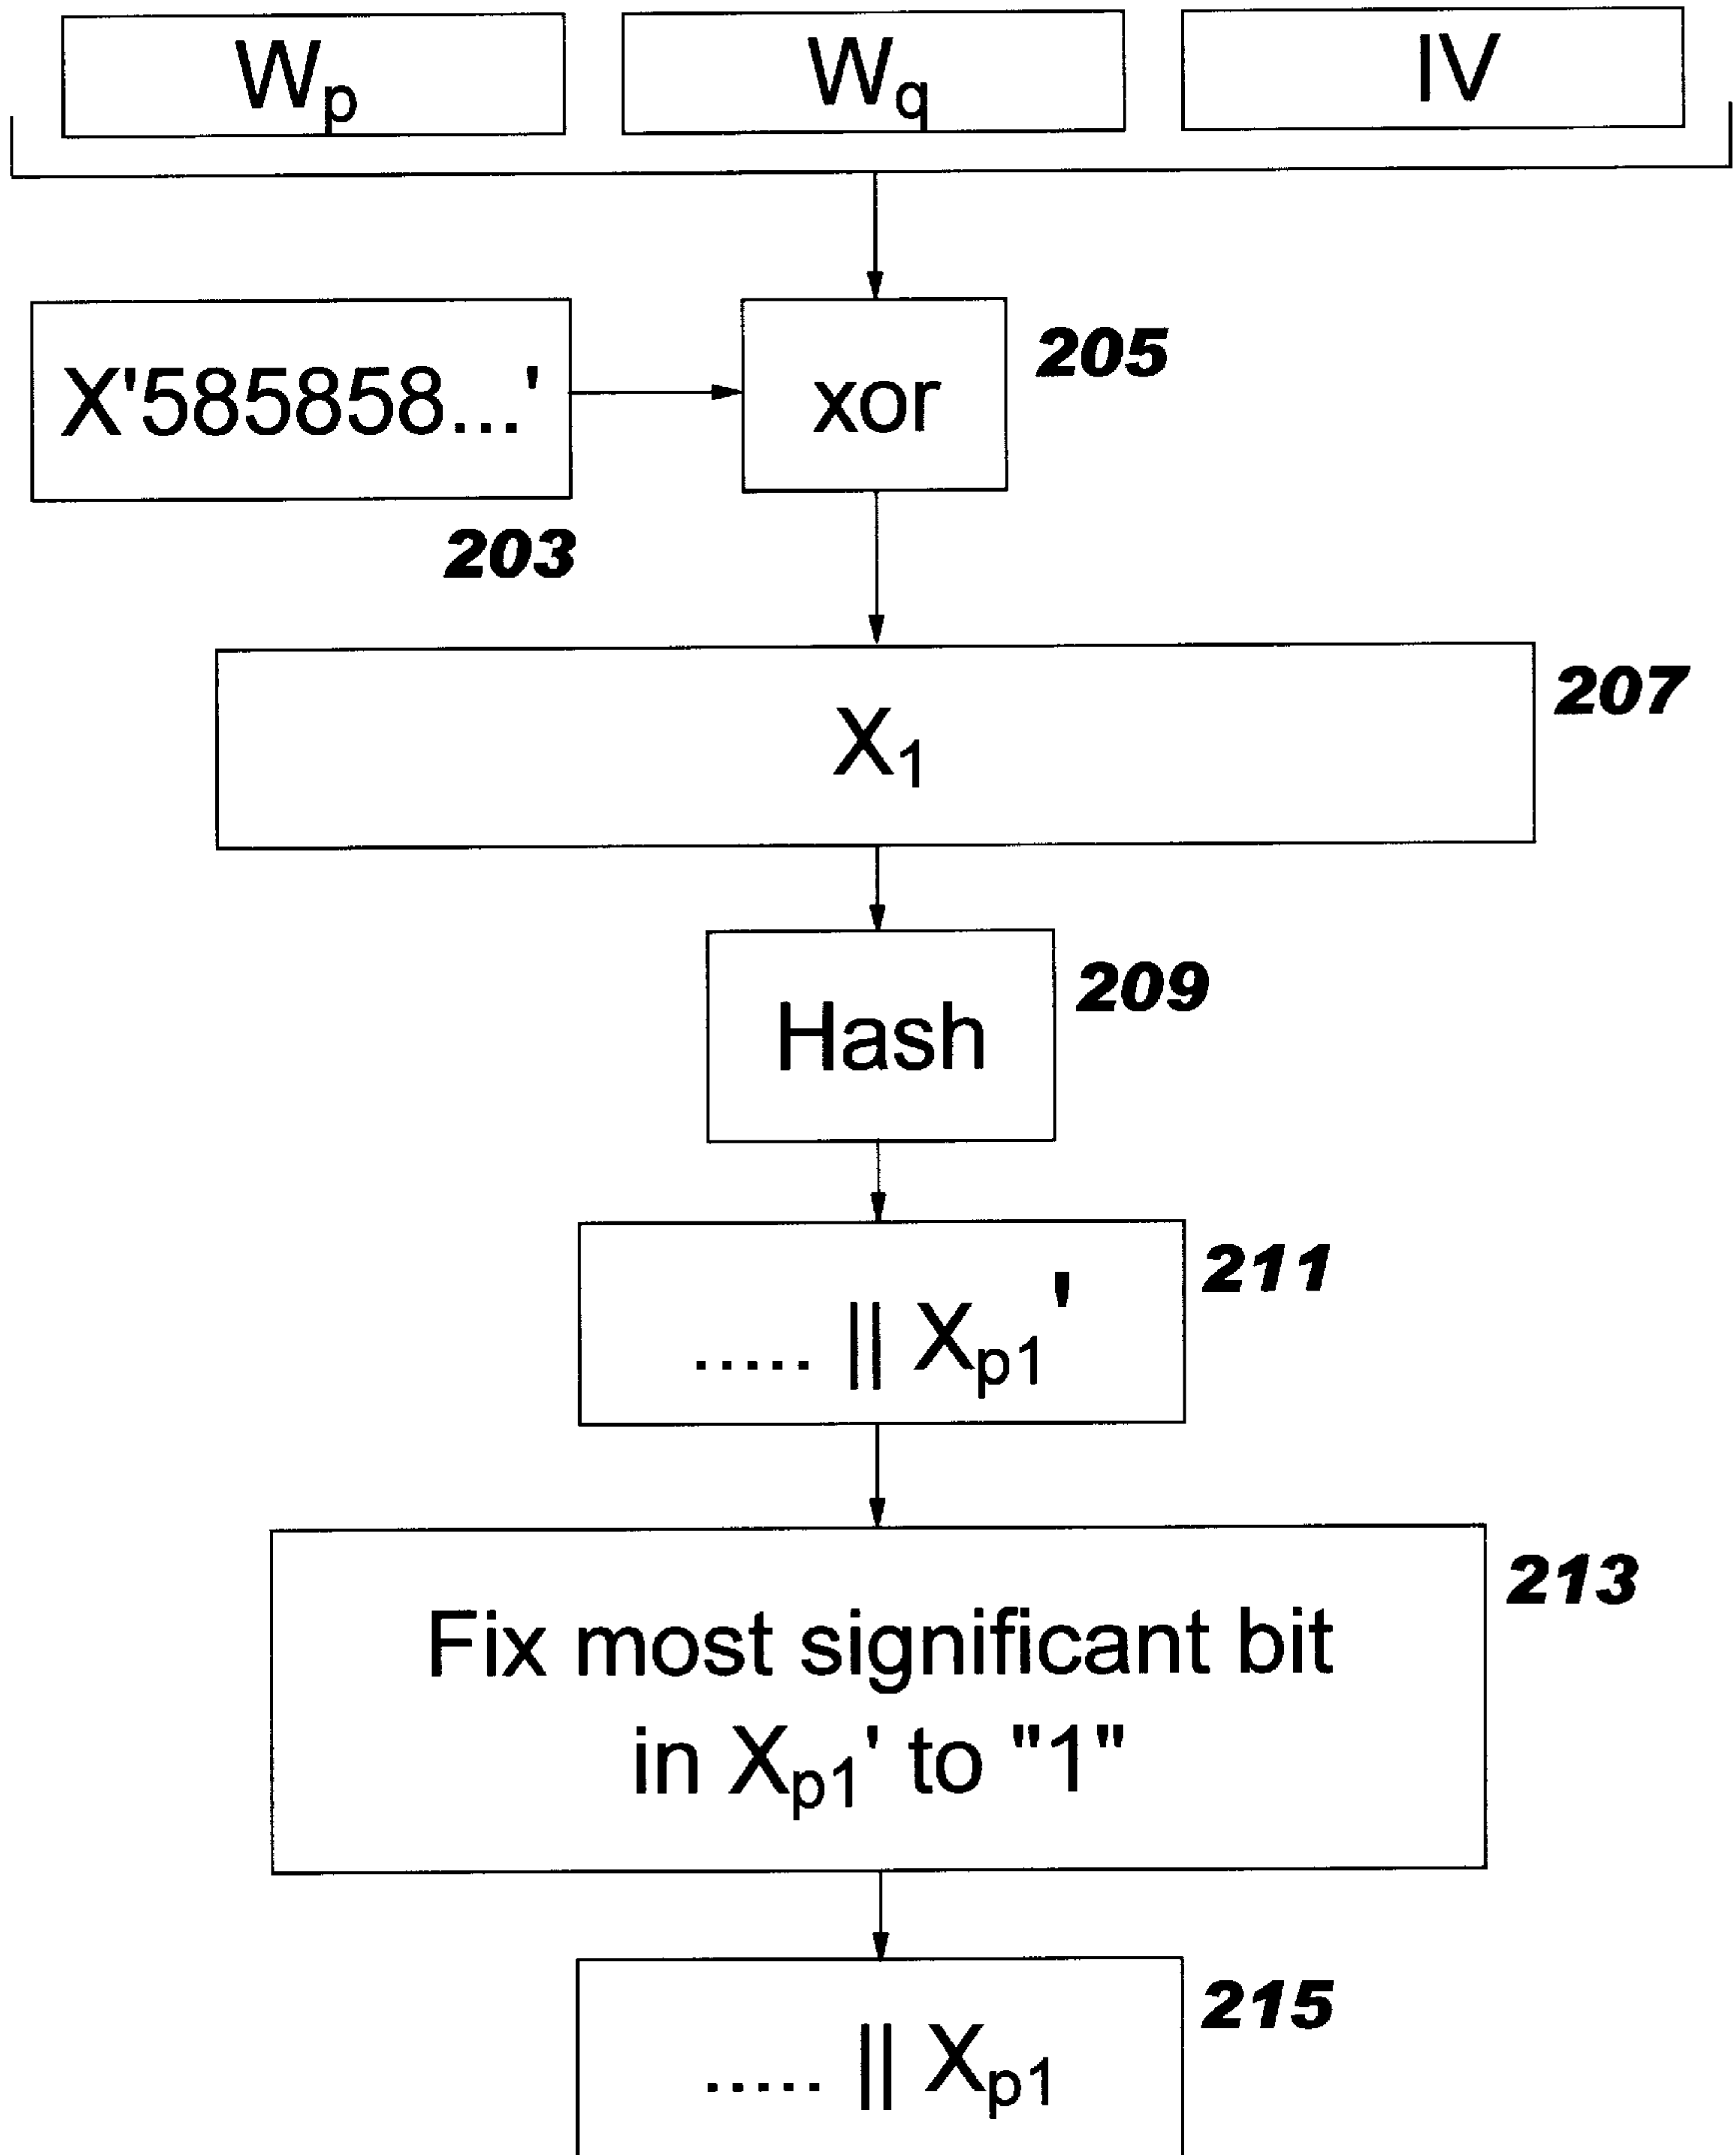 Wp
Wq
IV
X'585858...'
xor
205
203
X1
207
Hash
209
..... || Xp1'
211
Fix most significant bit
in Xp1' to "1"
213
..... || Xp1
215